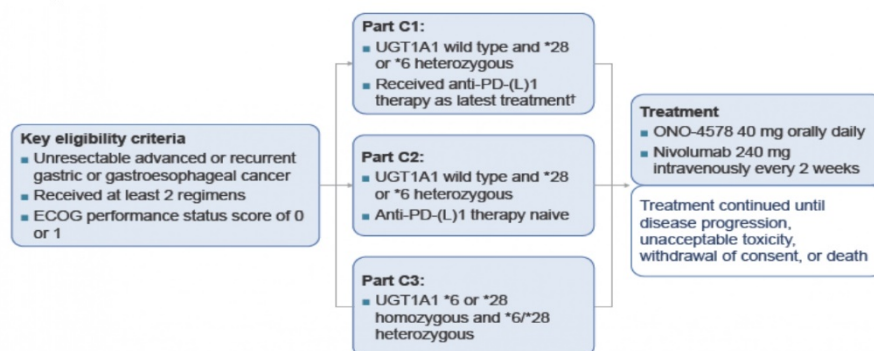 Key eligibility criteria
■ Unresectable advanced or recurrent
gastric or gastroesophageal cancer
■ Received at least 2 regimens
■ ECOG performance status score of 0
or 1
Part C1:
■ UGT1A1 wild type and *28
or *6 heterozygous
■ Received anti-PD-(L)1
therapy as latest treatment†
Part C2:
■ UGT1A1 wild type and *28
or *6 heterozygous
■ Anti-PD-(L)1 therapy naive
Part C3:
■ UGT1A1 *6 or *28
homozygous and *6/*28
heterozygous
Treatment
■ ONO-4578 40 mg orally daily
■ Nivolumab 240 mg
intravenously every 2 weeks
Treatment continued until
disease progression,
unacceptable toxicity,
withdrawal of consent, or death